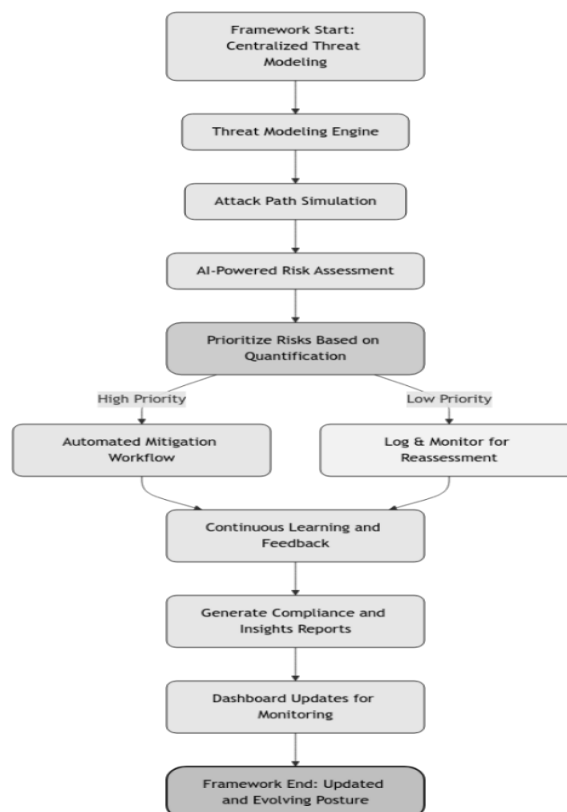 Framework Start:
Centralized Threat
Modeling
Threat Modeling Engine
Attack Path Simulation
AI-Powered Risk Assessment
Prioritize Risks Based on
Quantification
High Priority
Low Priority
Automated Mitigation
Workflow
Log & Monitor for
Reassessment
Continuous Learning and
Feedback
Generate Compliance and
Insights Reports
Dashboard Updates for
Monitoring
Framework End: Updated
and Evolving Posture